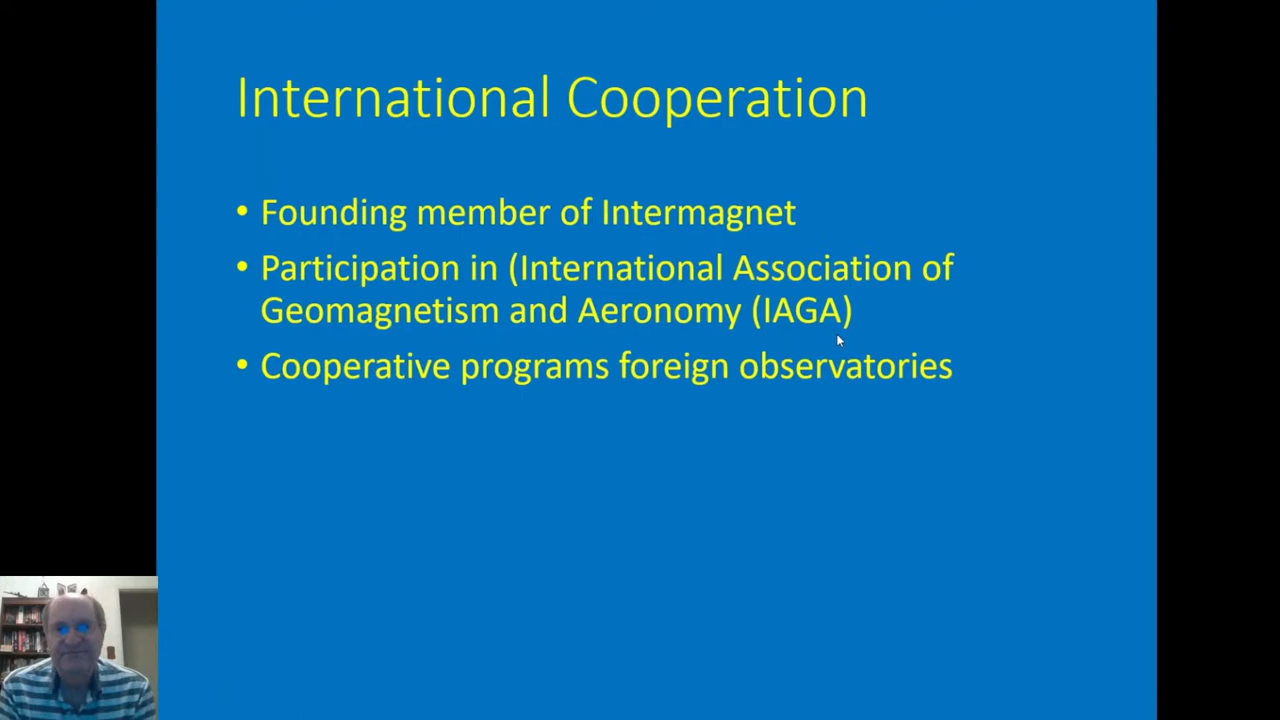 International Cooperation
• Founding member of Intermagnet
• Participation in (International Association of
Geomagnetism and Aeronomy (IAGA)
• Cooperative programs foreign observatories